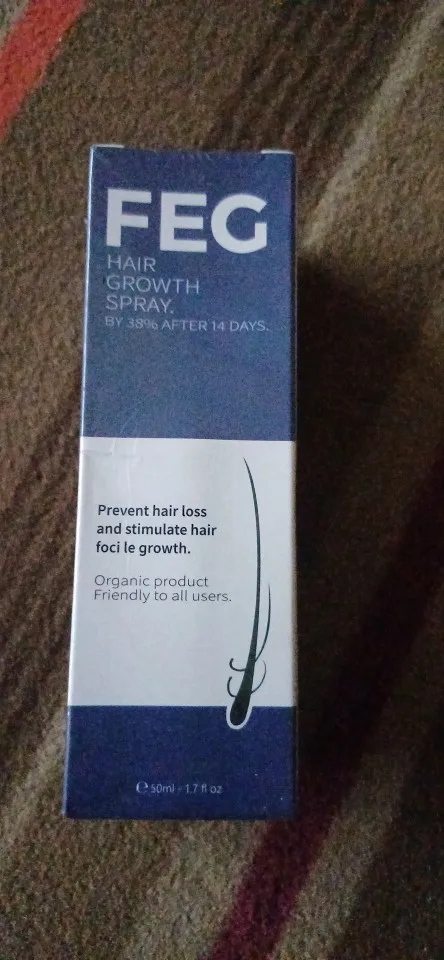 FEG
HAIR
GROWTH
SPRAY.
BY 38% AFTER 14 DAYS.
Prevent hair loss
and stimulate hair
foci le growth.
Organic product
Friendly to all users.
℮ 50ml - 1.7 fl oz